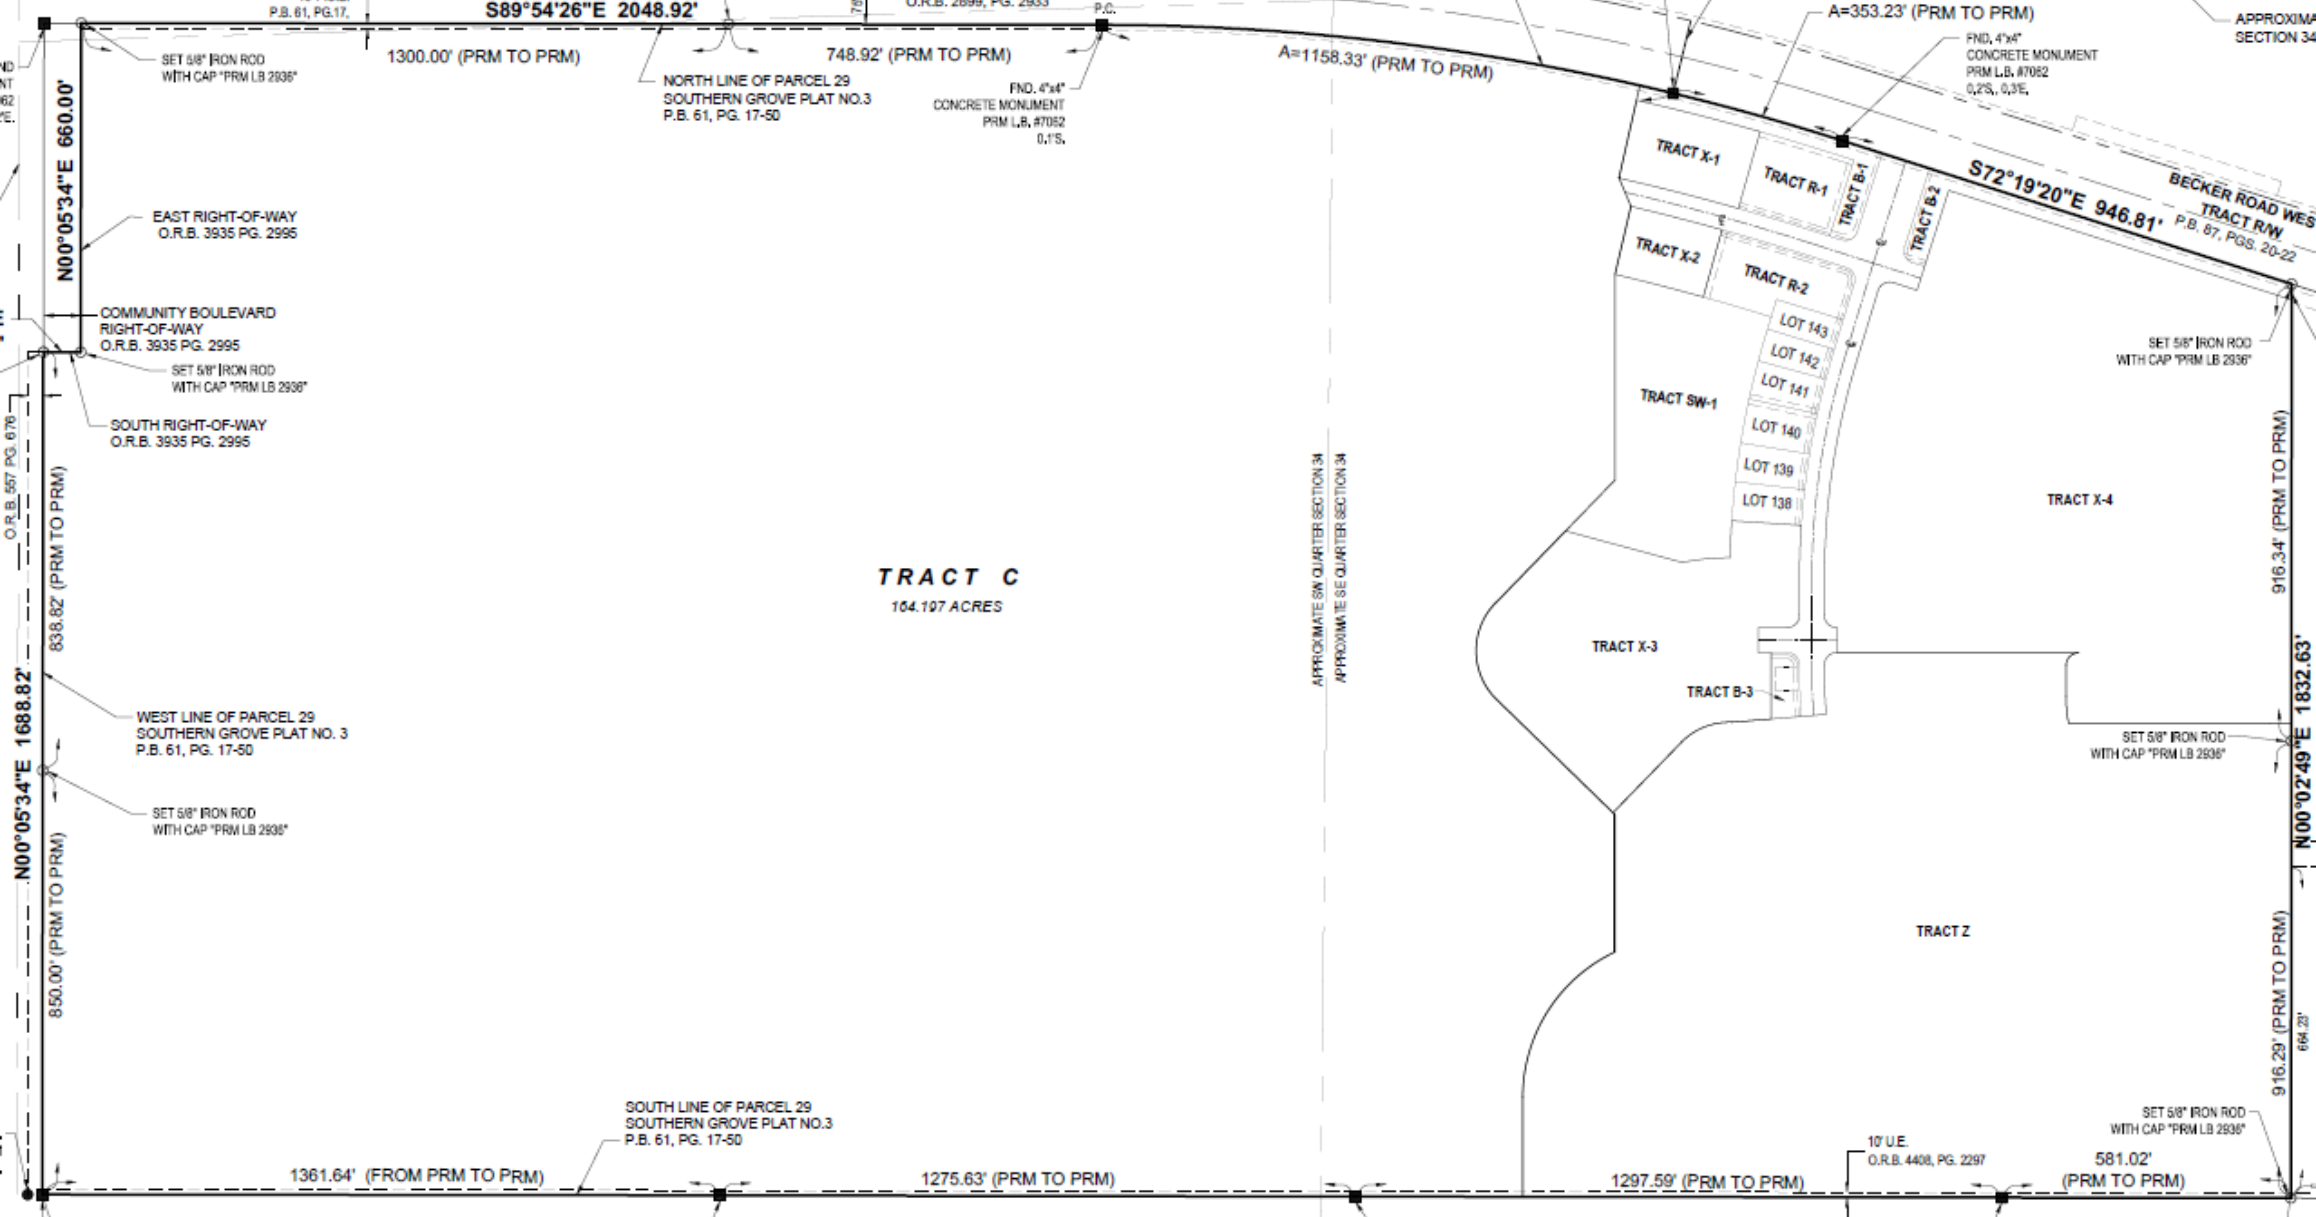 P.B. 61, PG.17,
S89°54'26"E 2048.92'
O.R.B. 2699, PG. 2933
P.C.
A=353.23' (PRM TO PRM)
APPROXIMA
SECTION 34
SET 5/8" IRON ROD
WITH CAP "PRM LB 2936"
1300.00' (PRM TO PRM)
748.92' (PRM TO PRM)
A=1158.33' (PRM TO PRM)
FND. 4"x4"
CONCRETE MONUMENT
PRM L.B. #7062
0.2'S., 0.3'E.
NORTH LINE OF PARCEL 29
SOUTHERN GROVE PLAT NO.3
P.B. 61, PG. 17-50
FND. 4"x4"
CONCRETE MONUMENT
PRM L.B. #7062
0.1'S.
N00°05'34"E 660.00'
TRACT X-1
TRACT R-1
TRACT B-1
TRACT B-2
S72°19'20"E 946.81'
BECKER ROAD WES
TRACT R/W
P.B. 87, PGS. 20-22
EAST RIGHT-OF-WAY
O.R.B. 3935 PG. 2995
TRACT X-2
TRACT R-2
COMMUNITY BOULEVARD
RIGHT-OF-WAY
O.R.B. 3935 PG. 2995
LOT 143
LOT 142
LOT 141
LOT 140
LOT 139
LOT 138
SET 5/8" IRON ROD
WITH CAP "PRM LB 2936"
SET 5/8" IRON ROD
WITH CAP "PRM LB 2936"
TRACT SW-1
SOUTH RIGHT-OF-WAY
O.R.B. 3935 PG. 2995
O.R.B. 557 PG. 676
838.82' (PRM TO PRM)
APPROXIMATE SW QUARTER SECTION 34
APPROXIMATE SE QUARTER SECTION 34
TRACT X-4
916.34' (PRM TO PRM)
TRACT C
164.197 ACRES
TRACT X-3
TRACT B-3
N00°05'34"E 1688.82'
WEST LINE OF PARCEL 29
SOUTHERN GROVE PLAT NO. 3
P.B. 61, PG. 17-50
SET 5/8" IRON ROD
WITH CAP "PRM LB 2936"
N00°02'49"E 1832.63'
SET 5/8" IRON ROD
WITH CAP "PRM LB 2936"
850.00' (PRM TO PRM)
TRACT Z
916.29' (PRM TO PRM)
664.23'
SOUTH LINE OF PARCEL 29
SOUTHERN GROVE PLAT NO.3
P.B. 61, PG. 17-50
SET 5/8" IRON ROD
WITH CAP "PRM LB 2936"
10' U.E.
O.R.B. 4408, PG. 2297
1361.64' (FROM PRM TO PRM)
1275.63' (PRM TO PRM)
1297.59' (PRM TO PRM)
581.02'
(PRM TO PRM)